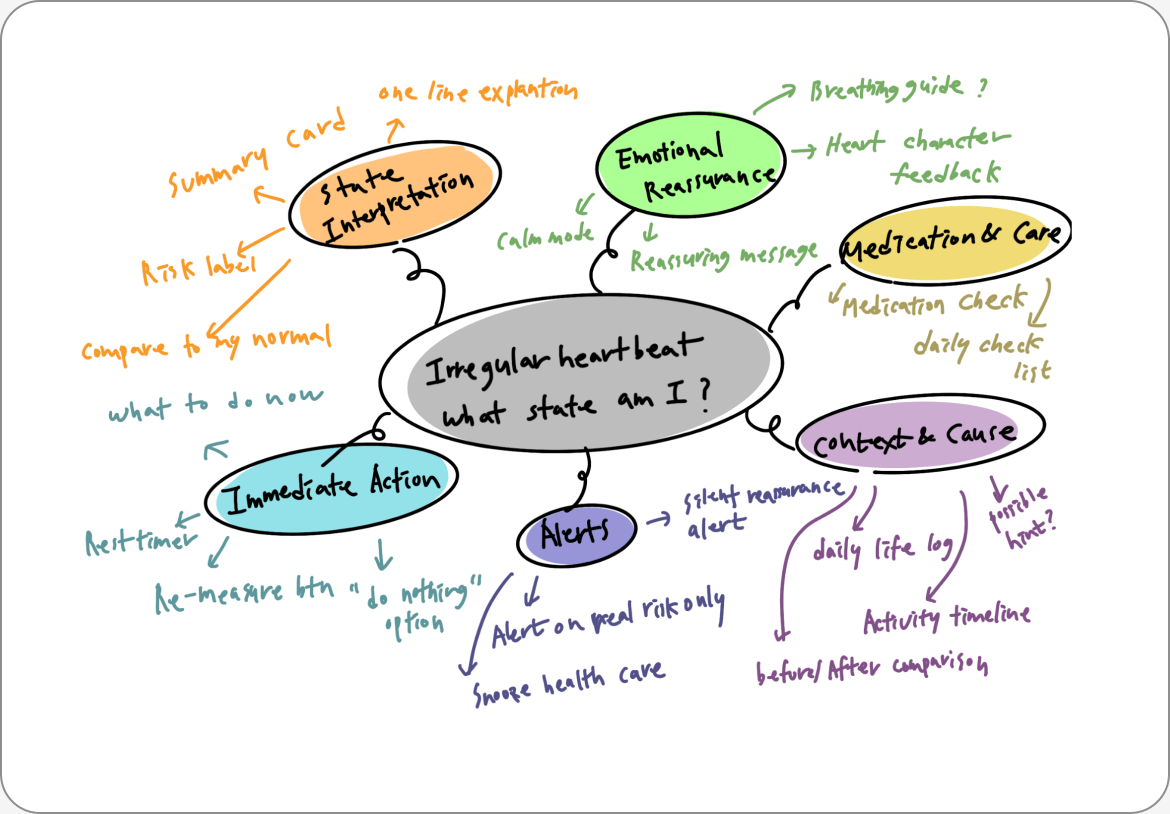 one line explantion
Summary card
State
Interpretation
Risk label
Compare to my normal
Breathing guide ?
Emotional
Reassurance
Heart character
feedback
Calm mode
Reassuring message
Medication & Care
Medication check
daily check
list
Irregular heartbeat
what state am I ?
what to do now
Immediate Action
Rest timer
Re-measure btn
"do nothing"
option
Alerts
silent reassurance
alert
Alert on real risk only
Snooze health care
Context & Cause
possible
hint?
daily life log
Activity timeline
before/After comparison